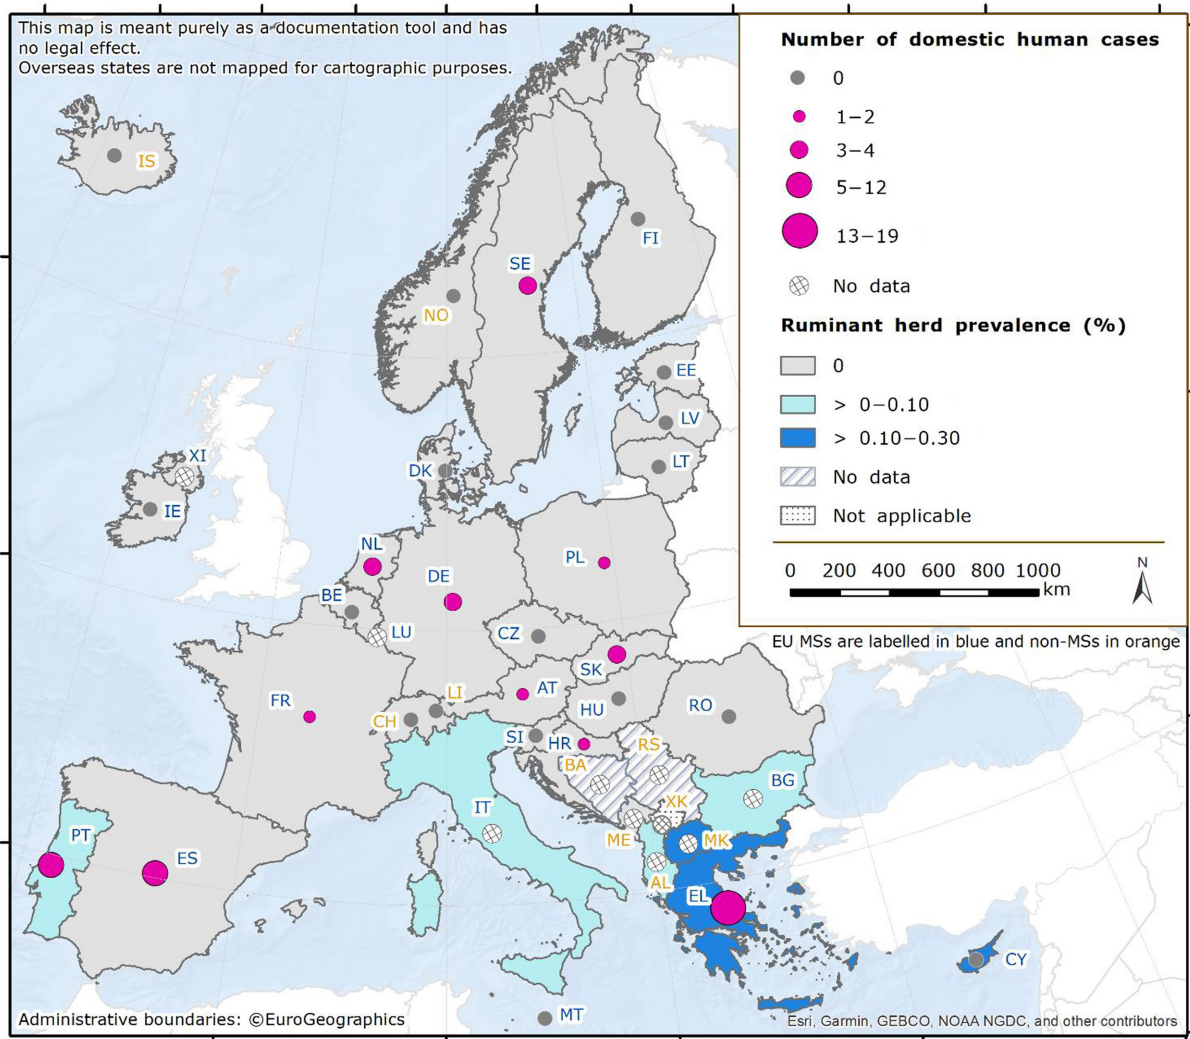 This map is meant purely as a documentation tool and has
no legal effect.
Overseas states are not mapped for cartographic purposes.
Number of domestic human cases
0
1–2
3–4
5–12
13–19
No data
Ruminant herd prevalence (%)
0
> 0–0.10
> 0.10–0.30
No data
Not applicable
0 200 400 600 800 1000
km
N
EU MSs are labelled in blue and non-MSs in orange
IS
FI
SE
NO
EE
LV
LT
DK
XI
IE
NL
PL
DE
BE
LU
CZ
SK
LI
AT
FR
CH
HU
RO
SI
HR
RS
BA
BG
XK
IT
PT
ME
MK
ES
AL
EL
CY
MT
Administrative boundaries: ©EuroGeographics
Esri, Garmin, GEBCO, NOAA NGDC, and other contributors